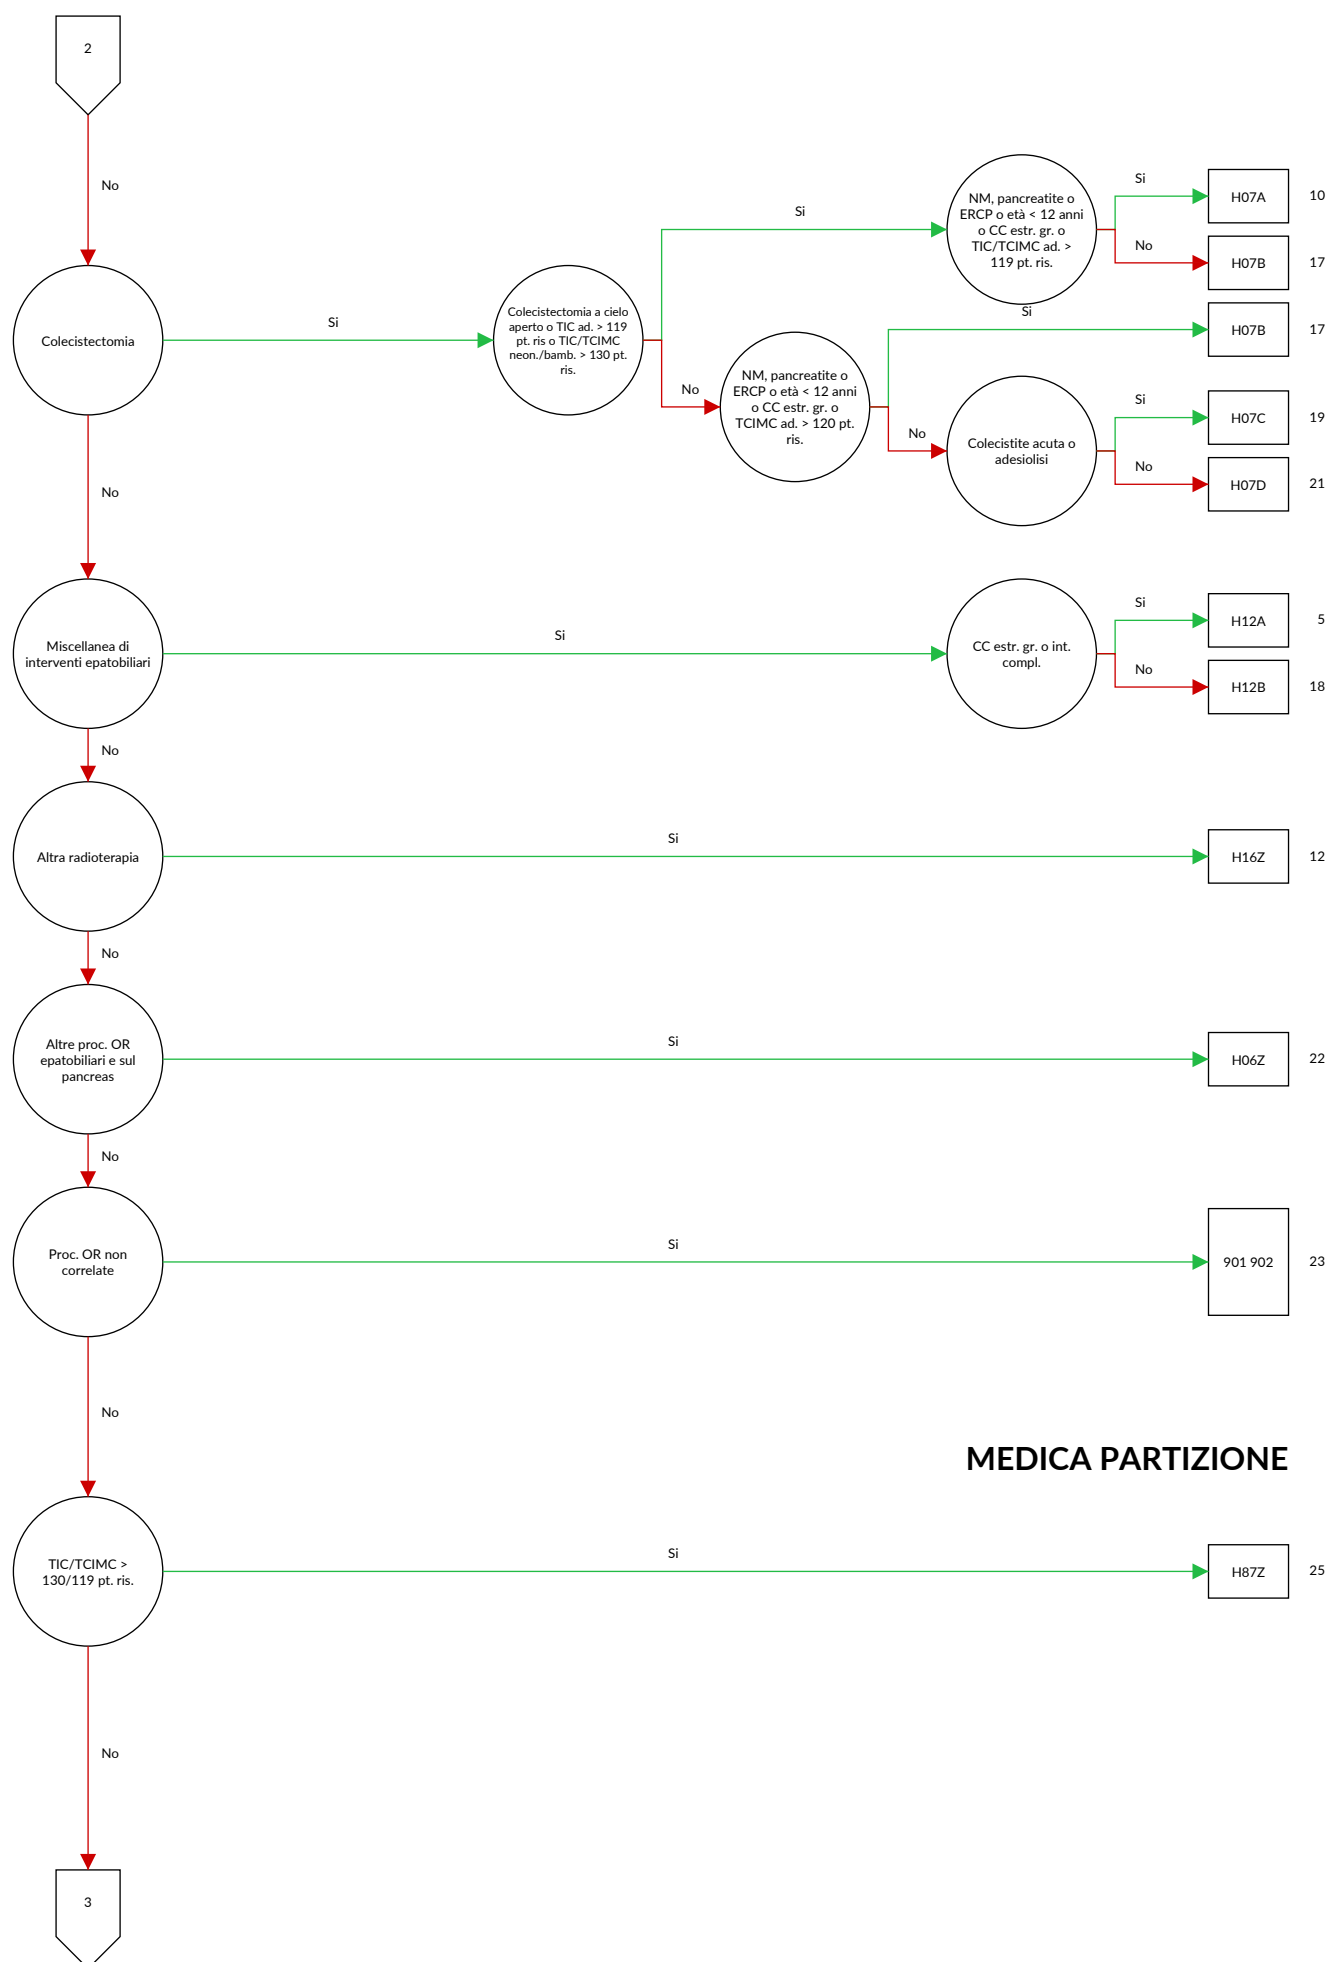 2
No
Colecistectomia
Si
Colecistectomia a cielo
aperto o TIC ad. > 119
pt. ris o TIC/TCIMC
neon./bamb. > 130 pt.
ris.
Si
NM, pancreatite o
ERCP o età < 12 anni
o CC estr. gr. o
TIC/TCIMC ad. >
119 pt. ris.
Si
H07A
10
No
H07B
17
No
NM, pancreatite o
ERCP o età < 12 anni
o CC estr. gr. o
TCIMC ad. > 120 pt.
ris.
Si
H07B
17
No
Colecistite acuta o
adesiolisi
Si
H07C
19
No
H07D
21
No
Miscellanea di
interventi epatobiliari
Si
CC estr. gr. o int.
compl.
Si
H12A
5
No
H12B
18
No
Altra radioterapia
Si
H16Z
12
No
Altre proc. OR
epatobiliari e sul
pancreas
Si
H06Z
22
No
Proc. OR non
correlate
Si
901 902
23
No
MEDICA PARTIZIONE
TIC/TCIMC >
130/119 pt. ris.
Si
H87Z
25
No
3